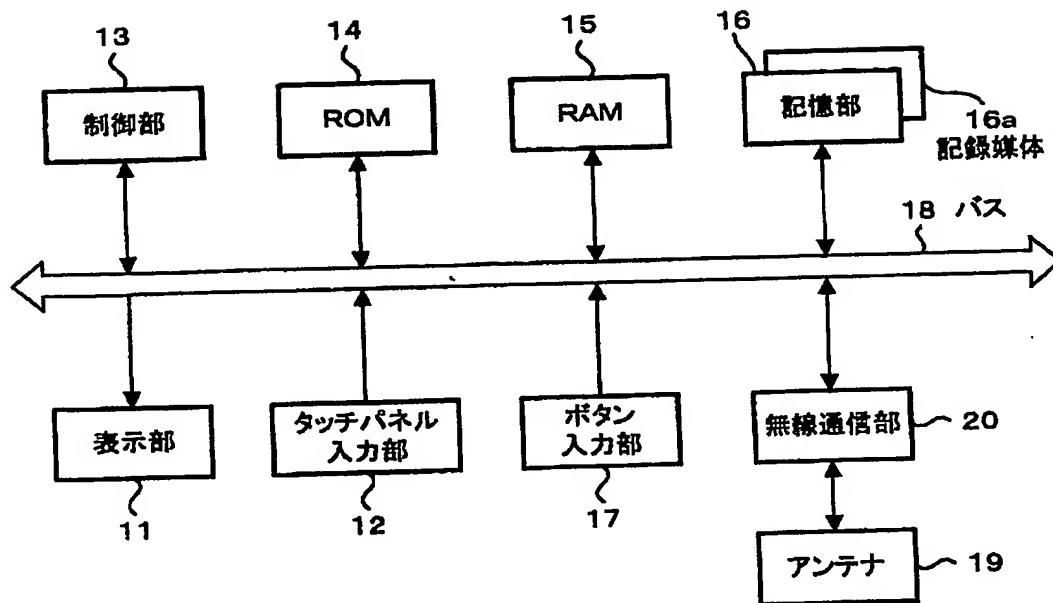 13
14
15
16
制御部
ROM
RAM
記憶部
16a
記録媒体
18 バス
表示部
タッチパネル
入力部
ボタン
入力部
無線通信部
20
11
12
17
アンテナ
19